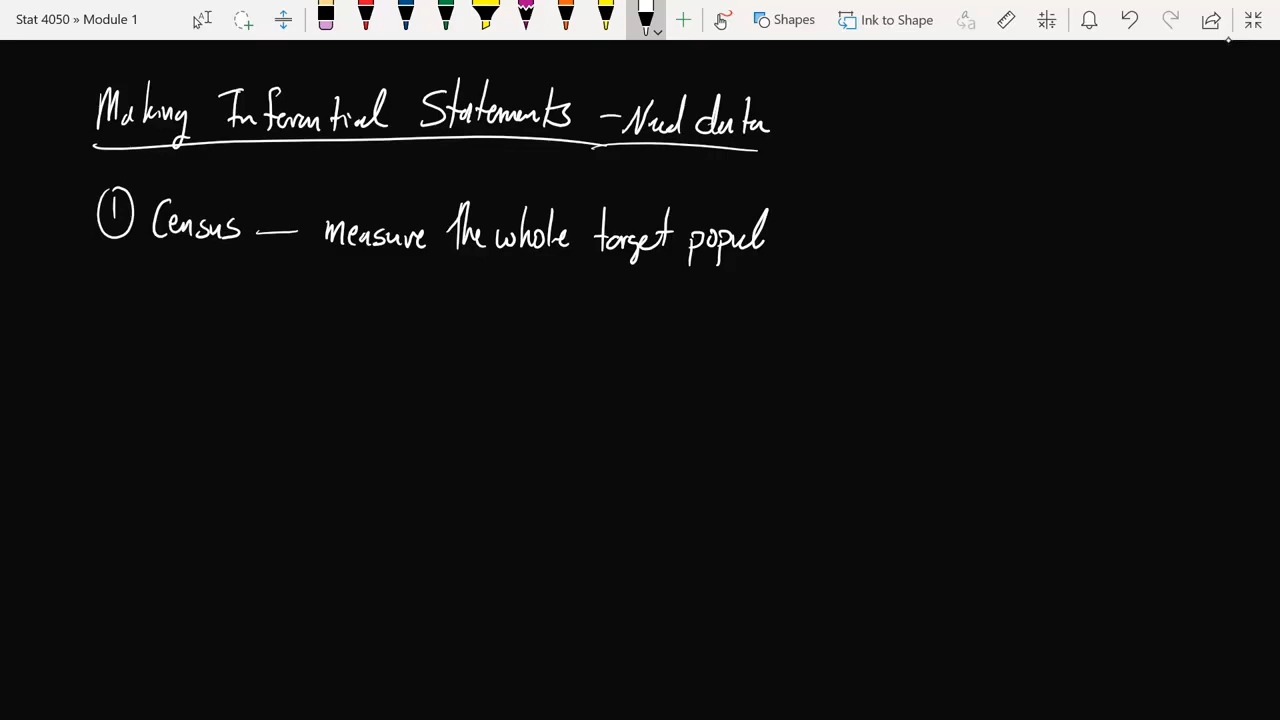 Stat 4050 » Module 1
Shapes
Ink to Shape
Making Inferential Statements - Need data
① Census — measure the whole target popul